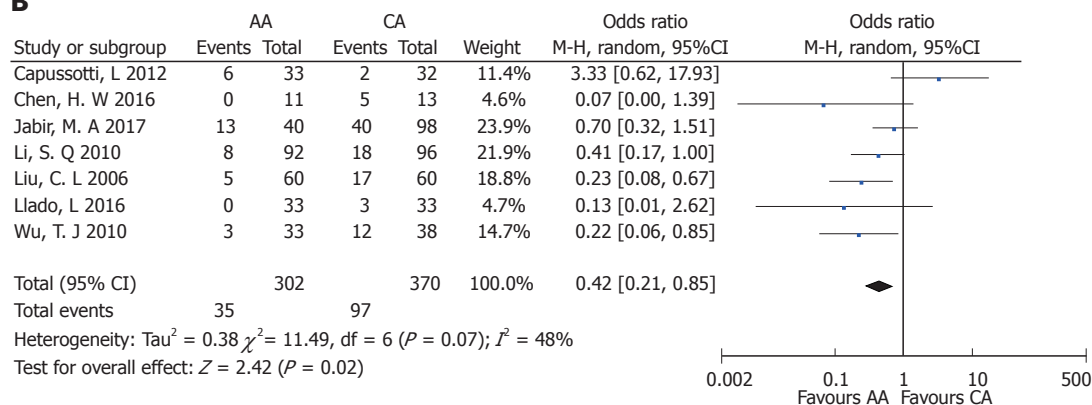 B
AA CA Odds ratio Odds ratio
Study or subgroup Events Total Events Total Weight M-H, random, 95%CI M-H, random, 95%CI
Capussotti, L 2012 6 33 2 32 11.4% 3.33 [0.62, 17.93]
Chen, H. W 2016 0 11 5 13 4.6% 0.07 [0.00, 1.39]
Jabir, M. A 2017 13 40 40 98 23.9% 0.70 [0.32, 1.51]
Li, S. Q 2010 8 92 18 96 21.9% 0.41 [0.17, 1.00]
Liu, C. L 2006 5 60 17 60 18.8% 0.23 [0.08, 0.67]
Llado, L 2016 0 33 3 33 4.7% 0.13 [0.01, 2.62]
Wu, T. J 2010 3 33 12 38 14.7% 0.22 [0.06, 0.85]
Total (95% CI) 302 370 100.0% 0.42 [0.21, 0.85]
Total events 35 97
Heterogeneity: Tau² = 0.38 χ²= 11.49, df = 6 (P = 0.07); I² = 48%
Test for overall effect: Z = 2.42 (P = 0.02)
0.002 0.1 1 10 500
Favours AA Favours CA